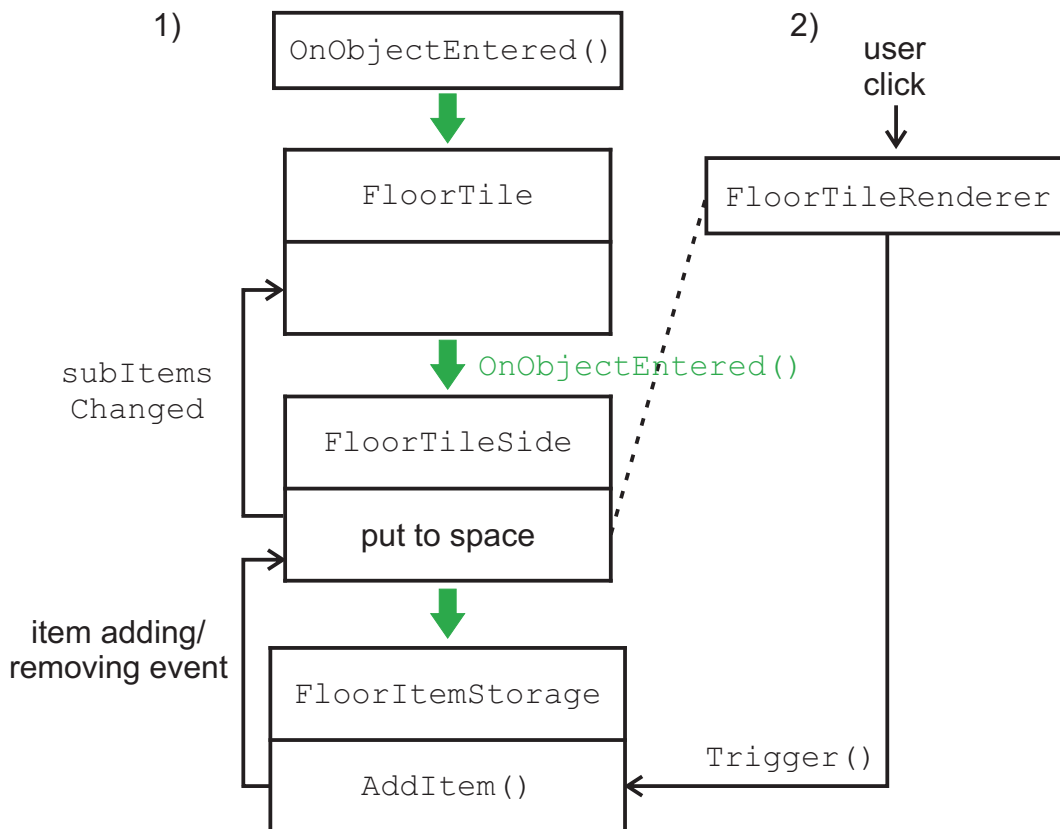 1)
OnObjectEntered()
2)
user
click
FloorTile
FloorTileRenderer
OnObjectEntered()
subItems
Changed
FloorTileSide
put to space
item adding/
removing event
FloorItemStorage
Trigger()
AddItem()